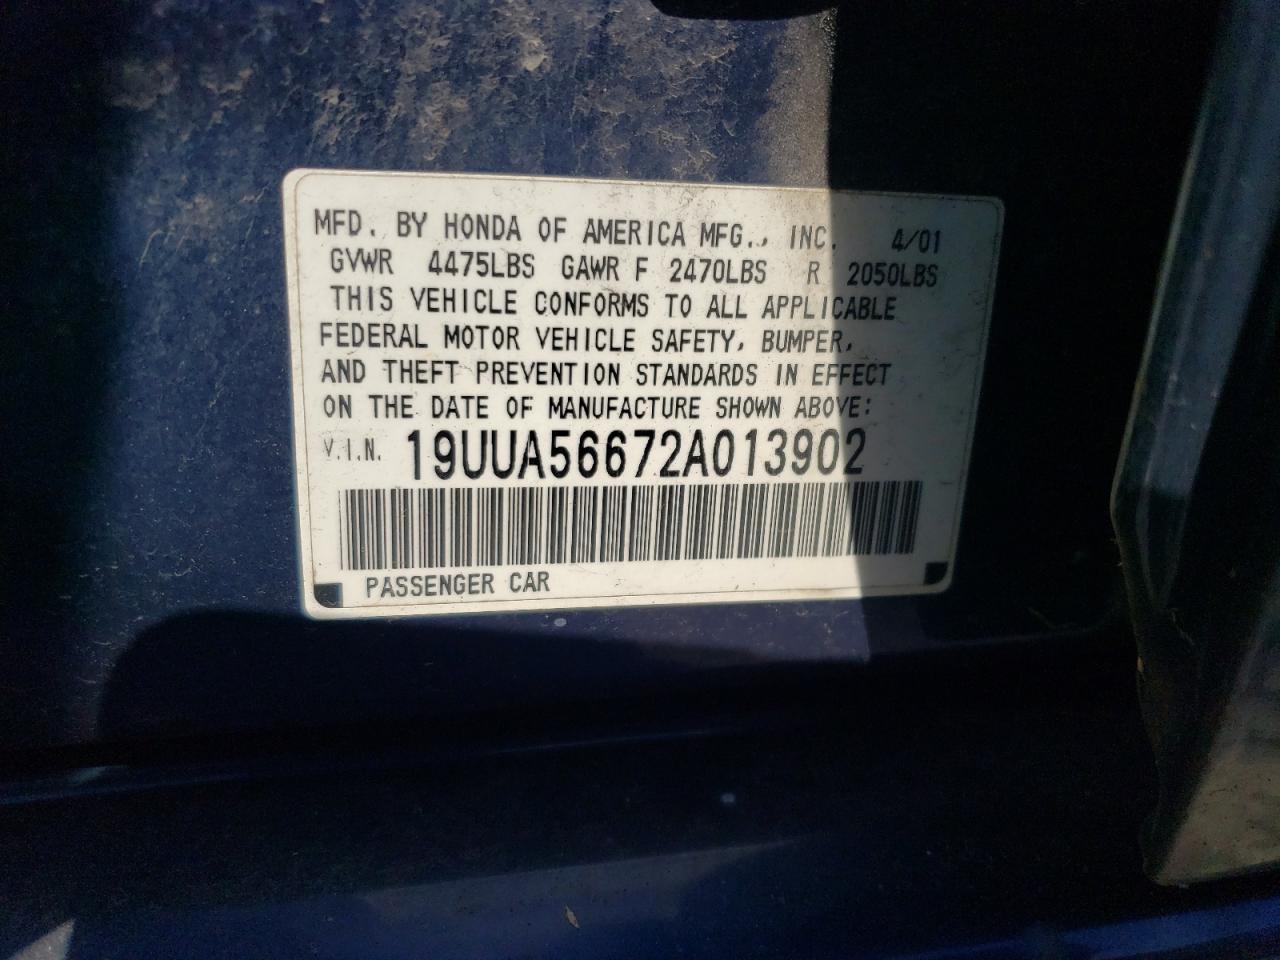 MFD. BY HONDA OF AMERICA MFG., INC. 4/01
GVWR 4475LBS GAWR F 2470LBS R 2050LBS
THIS VEHICLE CONFORMS TO ALL APPLICABLE
FEDERAL MOTOR VEHICLE SAFETY, BUMPER,
AND THEFT PREVENTION STANDARDS IN EFFECT
ON THE DATE OF MANUFACTURE SHOWN ABOVE:
V.I.N. 19UUA56672A013902
PASSENGER CAR